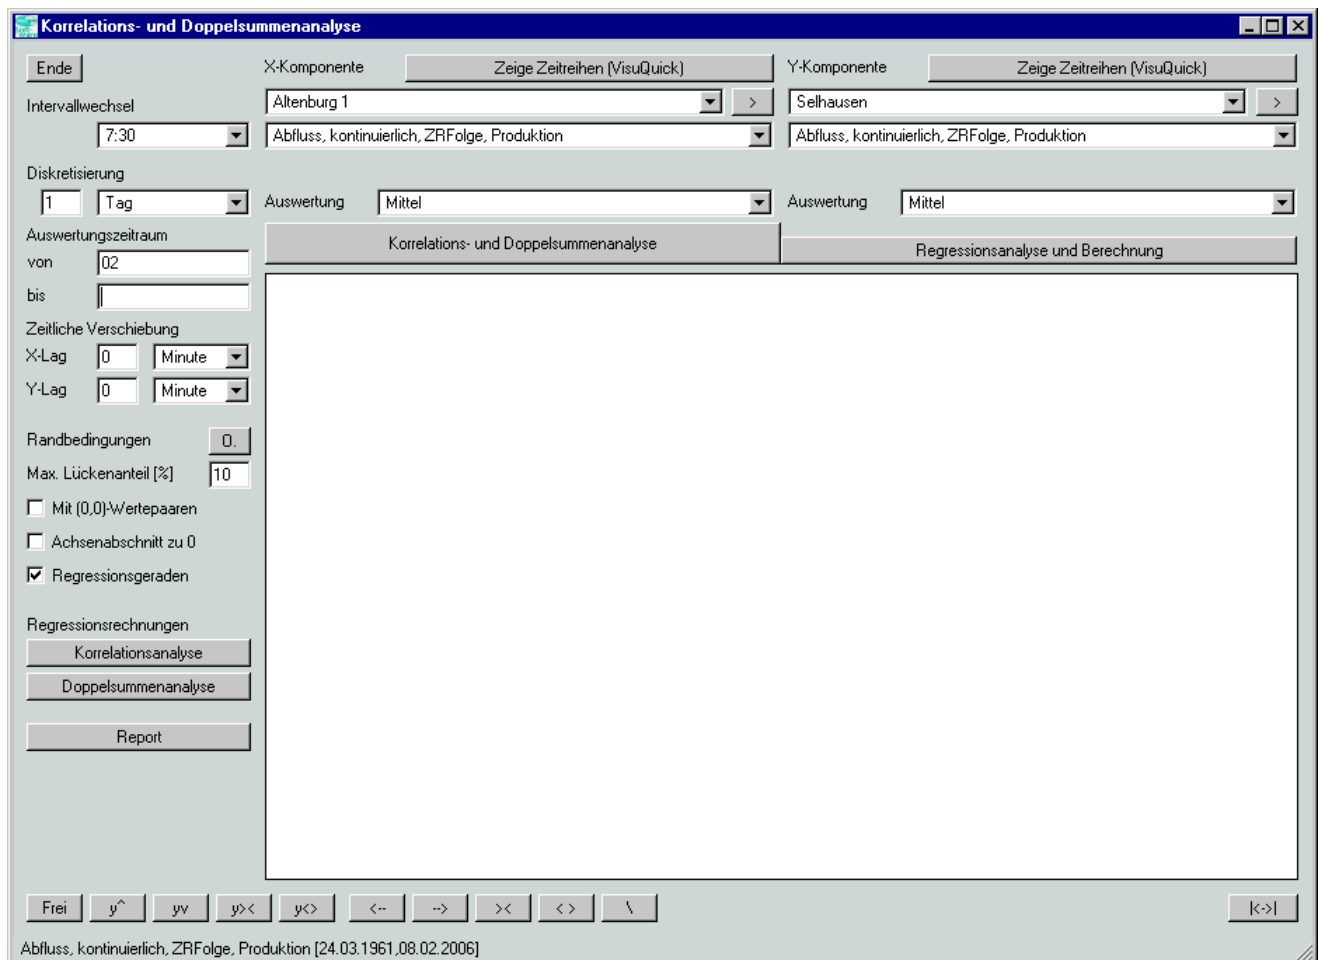 Korrelations- und Doppelsummenanalyse
Ende
X-Komponente
Zeige Zeitreihen (VisuQuick)
Y-Komponente
Zeige Zeitreihen (VisuQuick)
Intervallwechsel
Altenburg 1
>
Selhausen
>
7:30
Abfluss, kontinuierlich, ZRFolge, Produktion
Abfluss, kontinuierlich, ZRFolge, Produktion
Diskretisierung
1
Tag
Auswertung
Mittel
Auswertung
Mittel
Auswertungszeitraum
Korrelations- und Doppelsummenanalyse
Regressionsanalyse und Berechnung
von
02
bis
Zeitliche Verschiebung
X-Lag
0
Minute
Y-Lag
0
Minute
Randbedingungen
0.
Max. Lückenanteil [%]
10
Mit (0,0)-Wertepaaren
Achsenabschnitt zu 0
Regressionsgeraden
Regressionsrechnungen
Korrelationsanalyse
Doppelsummenanalyse
Report
Frei
y^
yv
y><
y<>
<--
-->
><
< >
\
|<->|
Abfluss, kontinuierlich, ZRFolge, Produktion [24.03.1961,08.02.2006]